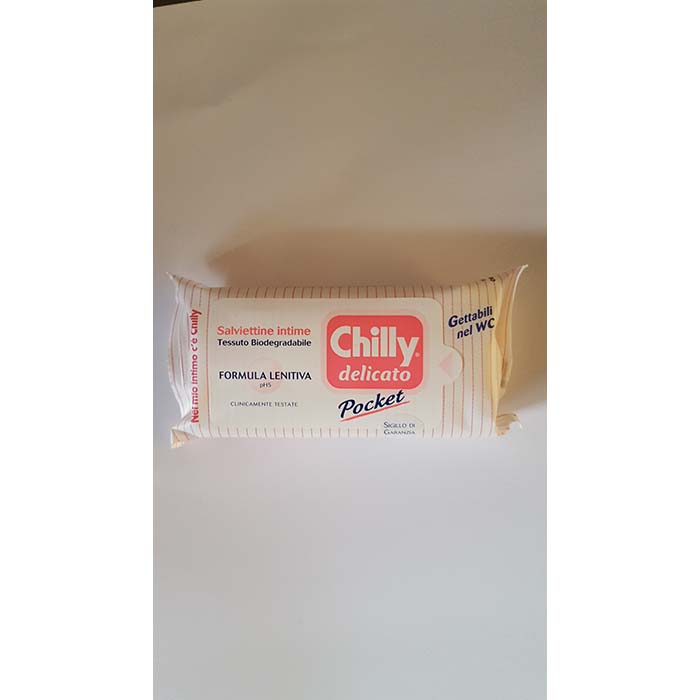 Nel mio intimo c'è Chilly
Salviettine intime
Tessuto Biodegradabile
FORMULA LENITIVA
pH5
CLINICAMENTE TESTATE
Chilly®
delicato
Pocket
Gettabili
nel WC
SIGILLO DI
GARANZIA